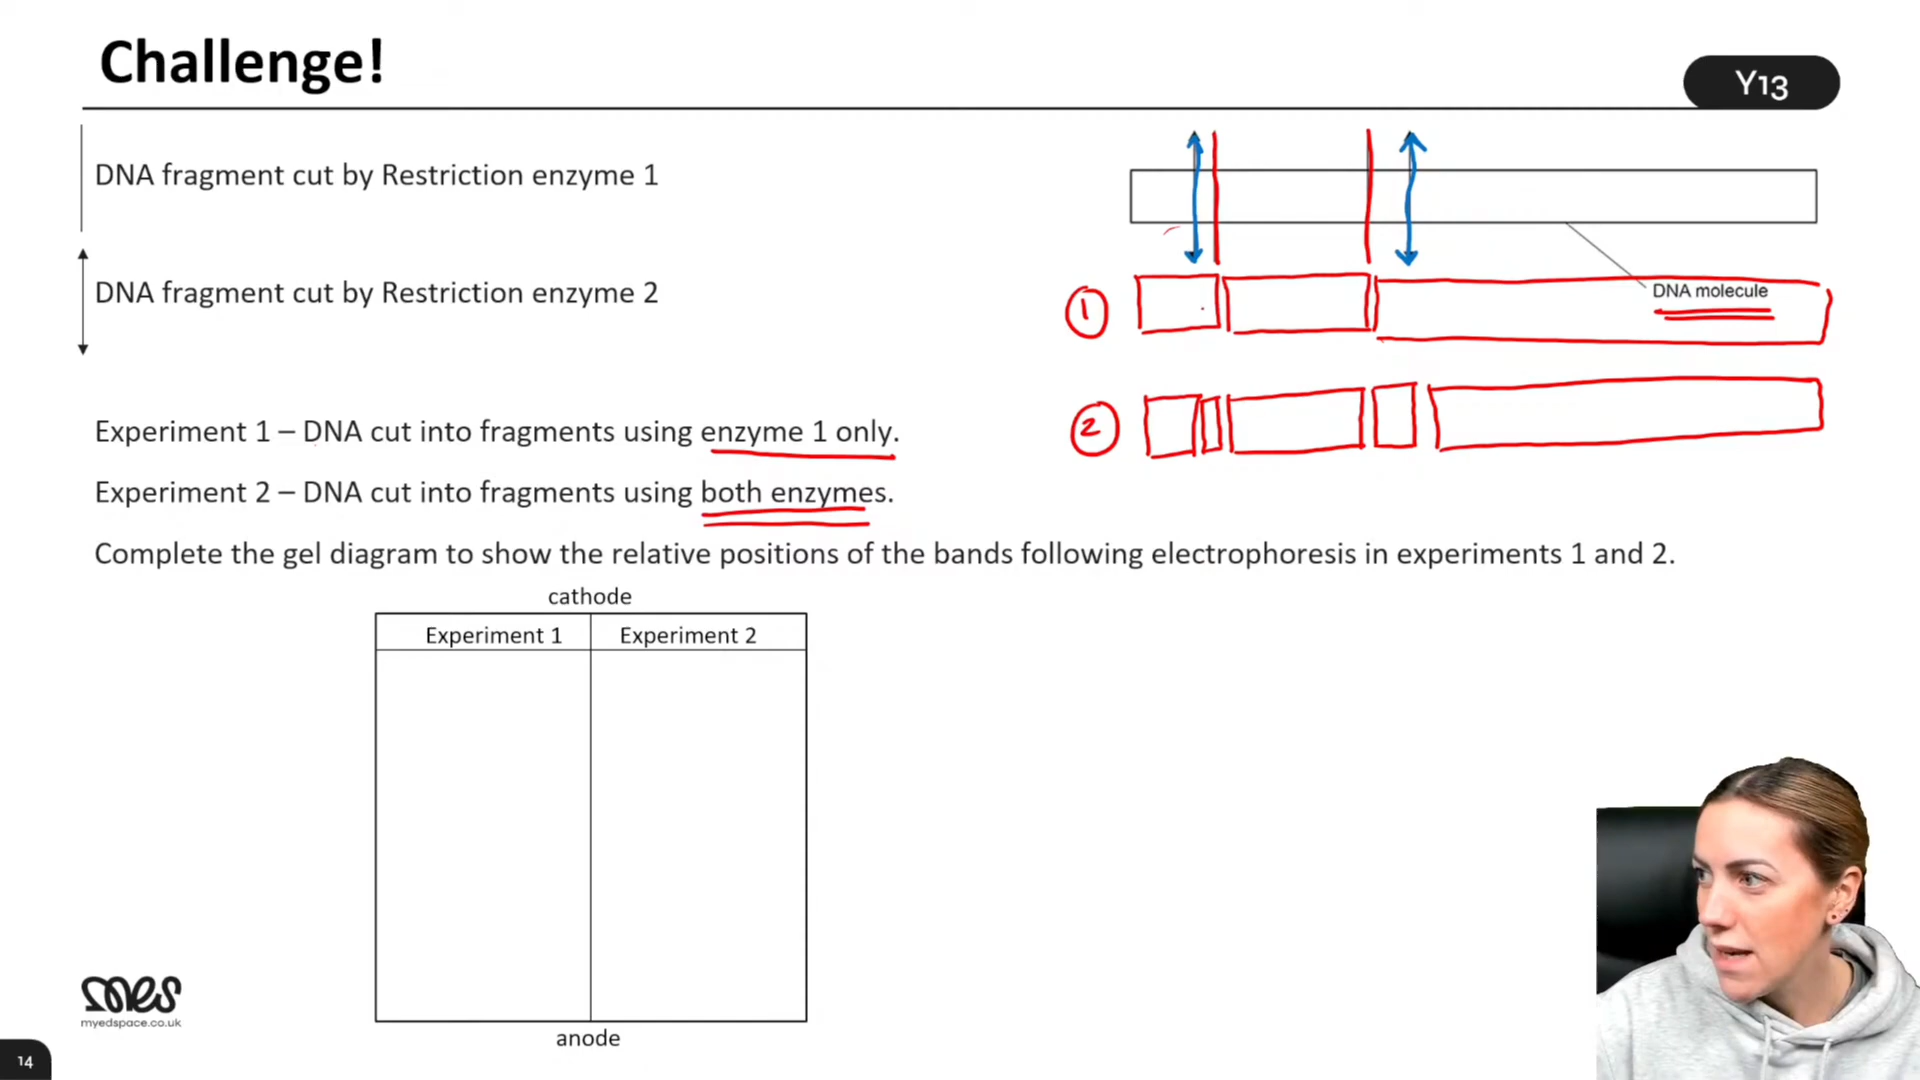 Challenge!
Y13
DNA fragment cut by Restriction enzyme 1
DNA fragment cut by Restriction enzyme 2
DNA molecule
1
2
Experiment 1 – DNA cut into fragments using enzyme 1 only.
Experiment 2 – DNA cut into fragments using both enzymes.
Complete the gel diagram to show the relative positions of the bands following electrophoresis in experiments 1 and 2.
cathode
Experiment 1 Experiment 2
anode
mes
myedspace.co.uk
14